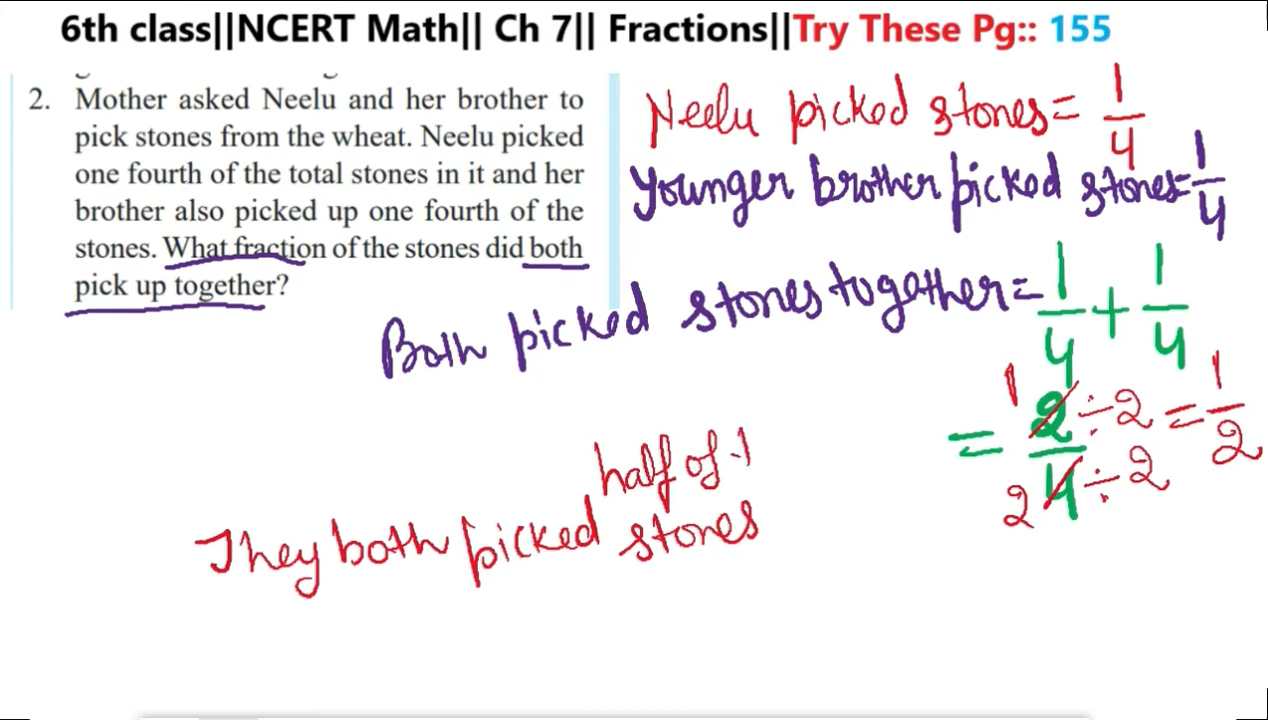 6th class||NCERT Math|| Ch 7|| Fractions||Try These Pg:: 155
2. Mother asked Neelu and her brother to
pick stones from the wheat. Neelu picked
one fourth of the total stones in it and her
brother also picked up one fourth of the
stones. What fraction of the stones did both
pick up together?
Neelu picked stones = 1/4
Younger brother picked stones = 1/4
Both picked stones together = 1/4 + 1/4
= 2/4 ÷2 ÷2 = 1/2
1
2
half of
They both picked stones